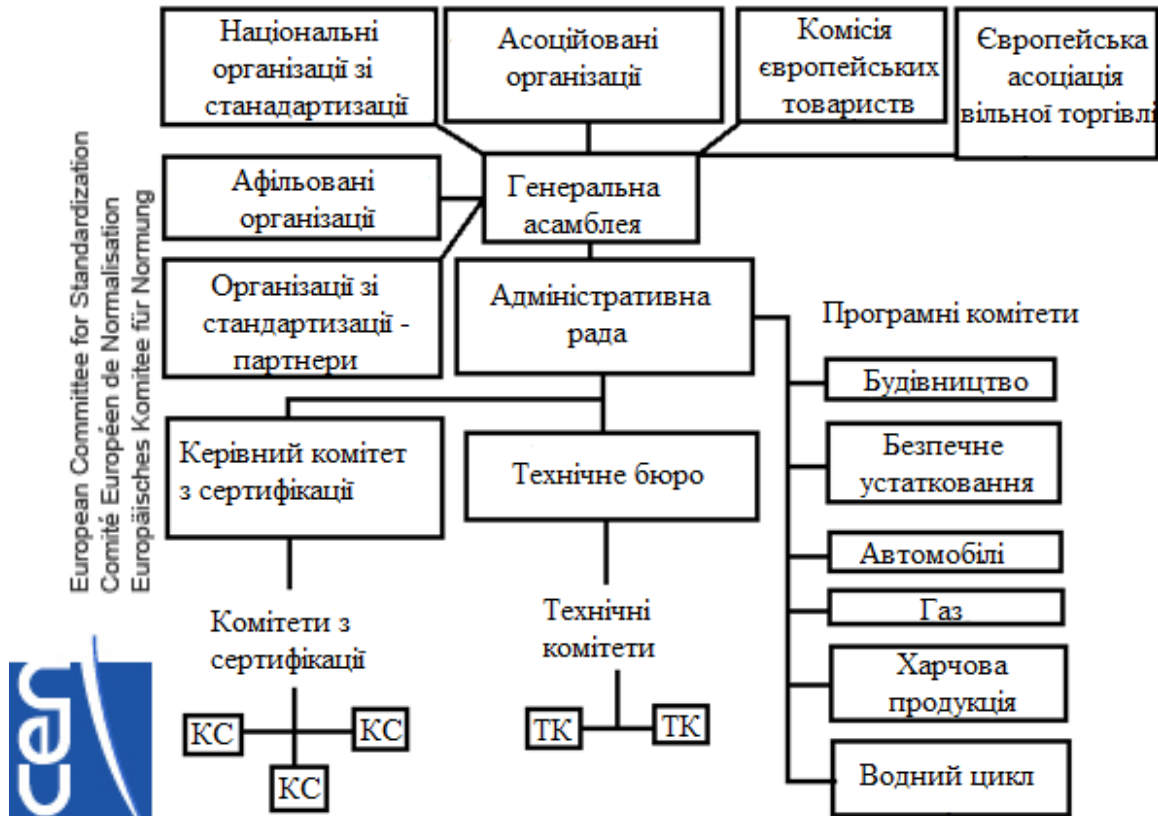 Національні
організації зі
станадартизації
Асоційовані
організації
Комісія
європейських
товариств
Європейська
асоціація
вільної торгівлі
Афільовані
організації
Генеральна
асамблея
Організації зі
стандартизації -
партнери
Адміністративна
рада
Програмні комітети
Будівництво
Безпечне
устатковання
Автомобілі
Газ
Харчова
продукція
Водний цикл
Керівний комітет
з сертифікації
Технічне бюро
Комітети з
сертифікації
Технічні
комітети
КС
КС
КС
ТК
ТК
European Committee for Standardization
Comité Européen de Normalisation
Europäisches Komitee für Normung
cen